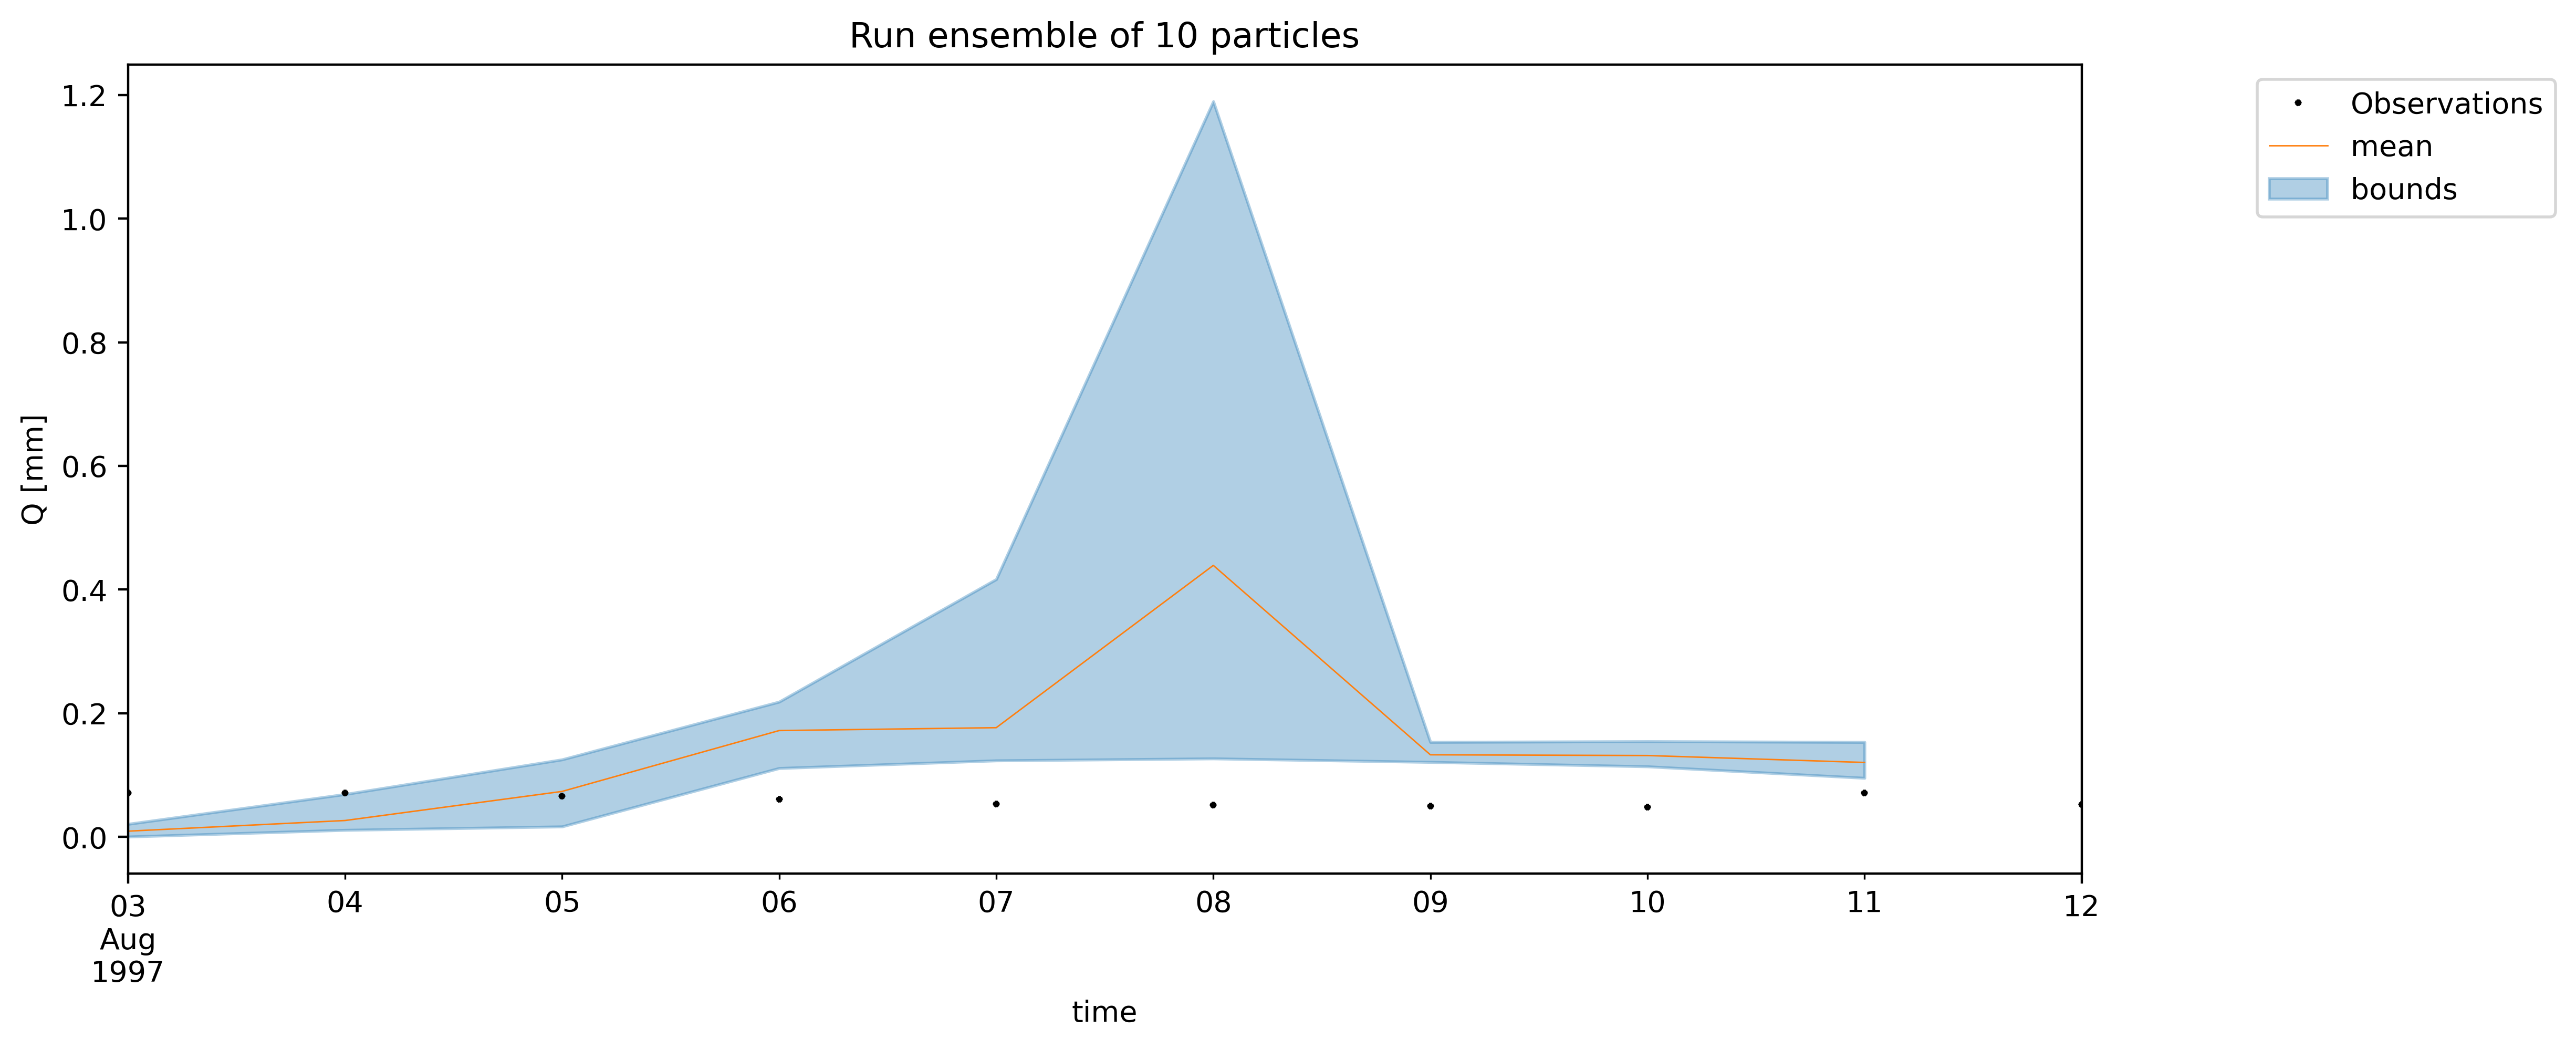 Run ensemble of 10 particles
Observations
mean
bounds
1.2
1.0
0.8
0.6
0.4
0.2
0.0
Q [mm]
03 04 05 06 07 08 09 10 11 12
Aug
1997
time